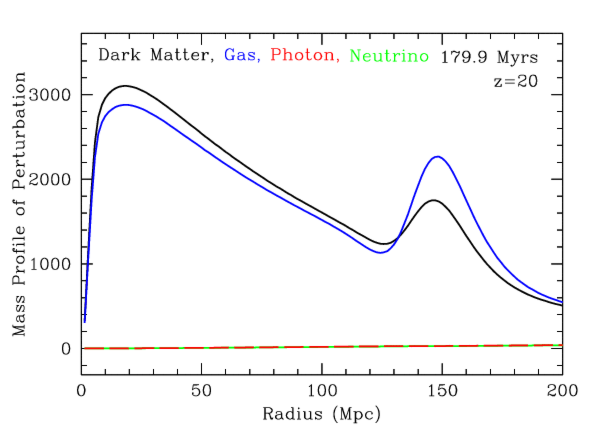 Dark Matter, Gas, Photon, Neutrino 179.9 Myrs
z=20
Mass Profile of Perturbation
3000
2000
1000
0
0 50 100 150 200
Radius (Mpc)